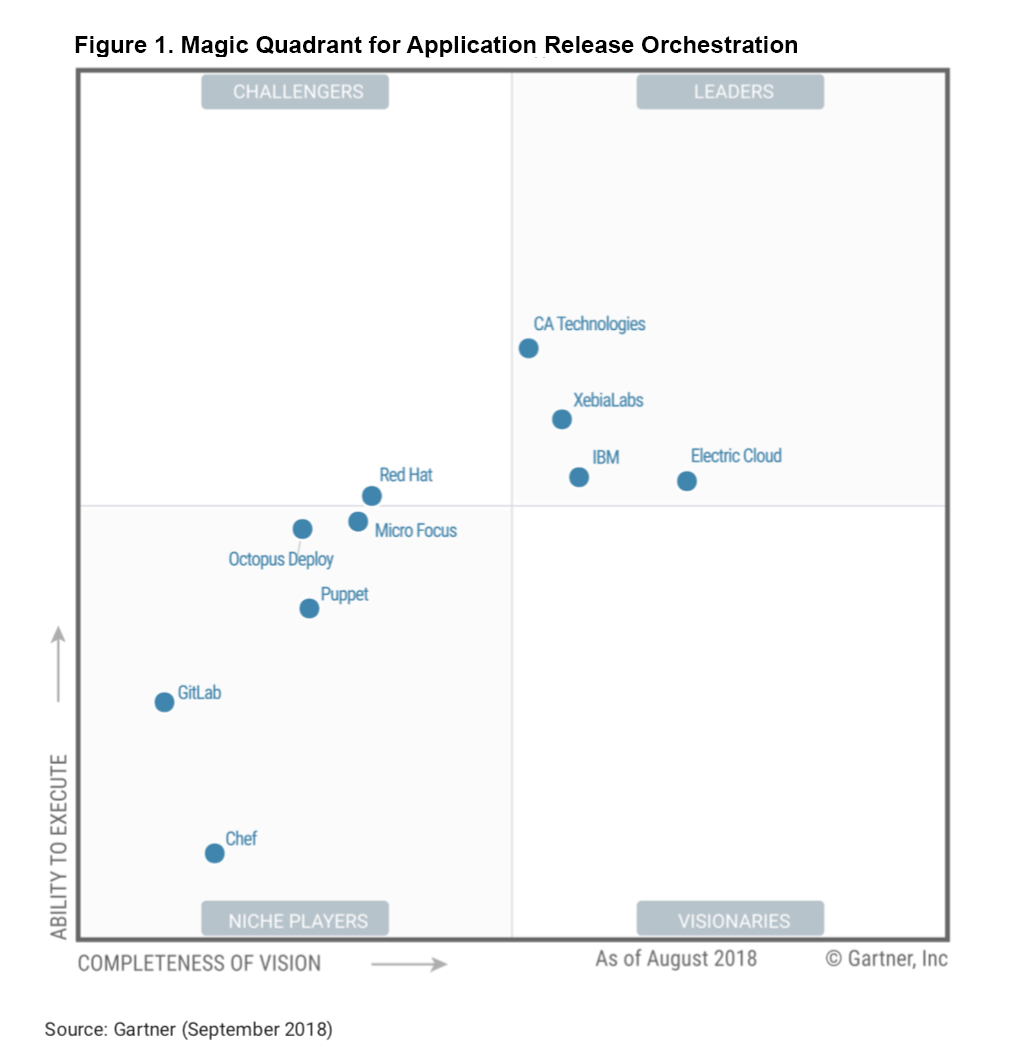 Figure 1. Magic Quadrant for Application Release Orchestration
CHALLENGERS
LEADERS
CA Technologies
XebiaLabs
IBM
Electric Cloud
Red Hat
Micro Focus
Octopus Deploy
Puppet
GitLab
Chef
NICHE PLAYERS
VISIONARIES
ABILITY TO EXECUTE
COMPLETENESS OF VISION
As of August 2018
© Gartner, Inc
Source: Gartner (September 2018)